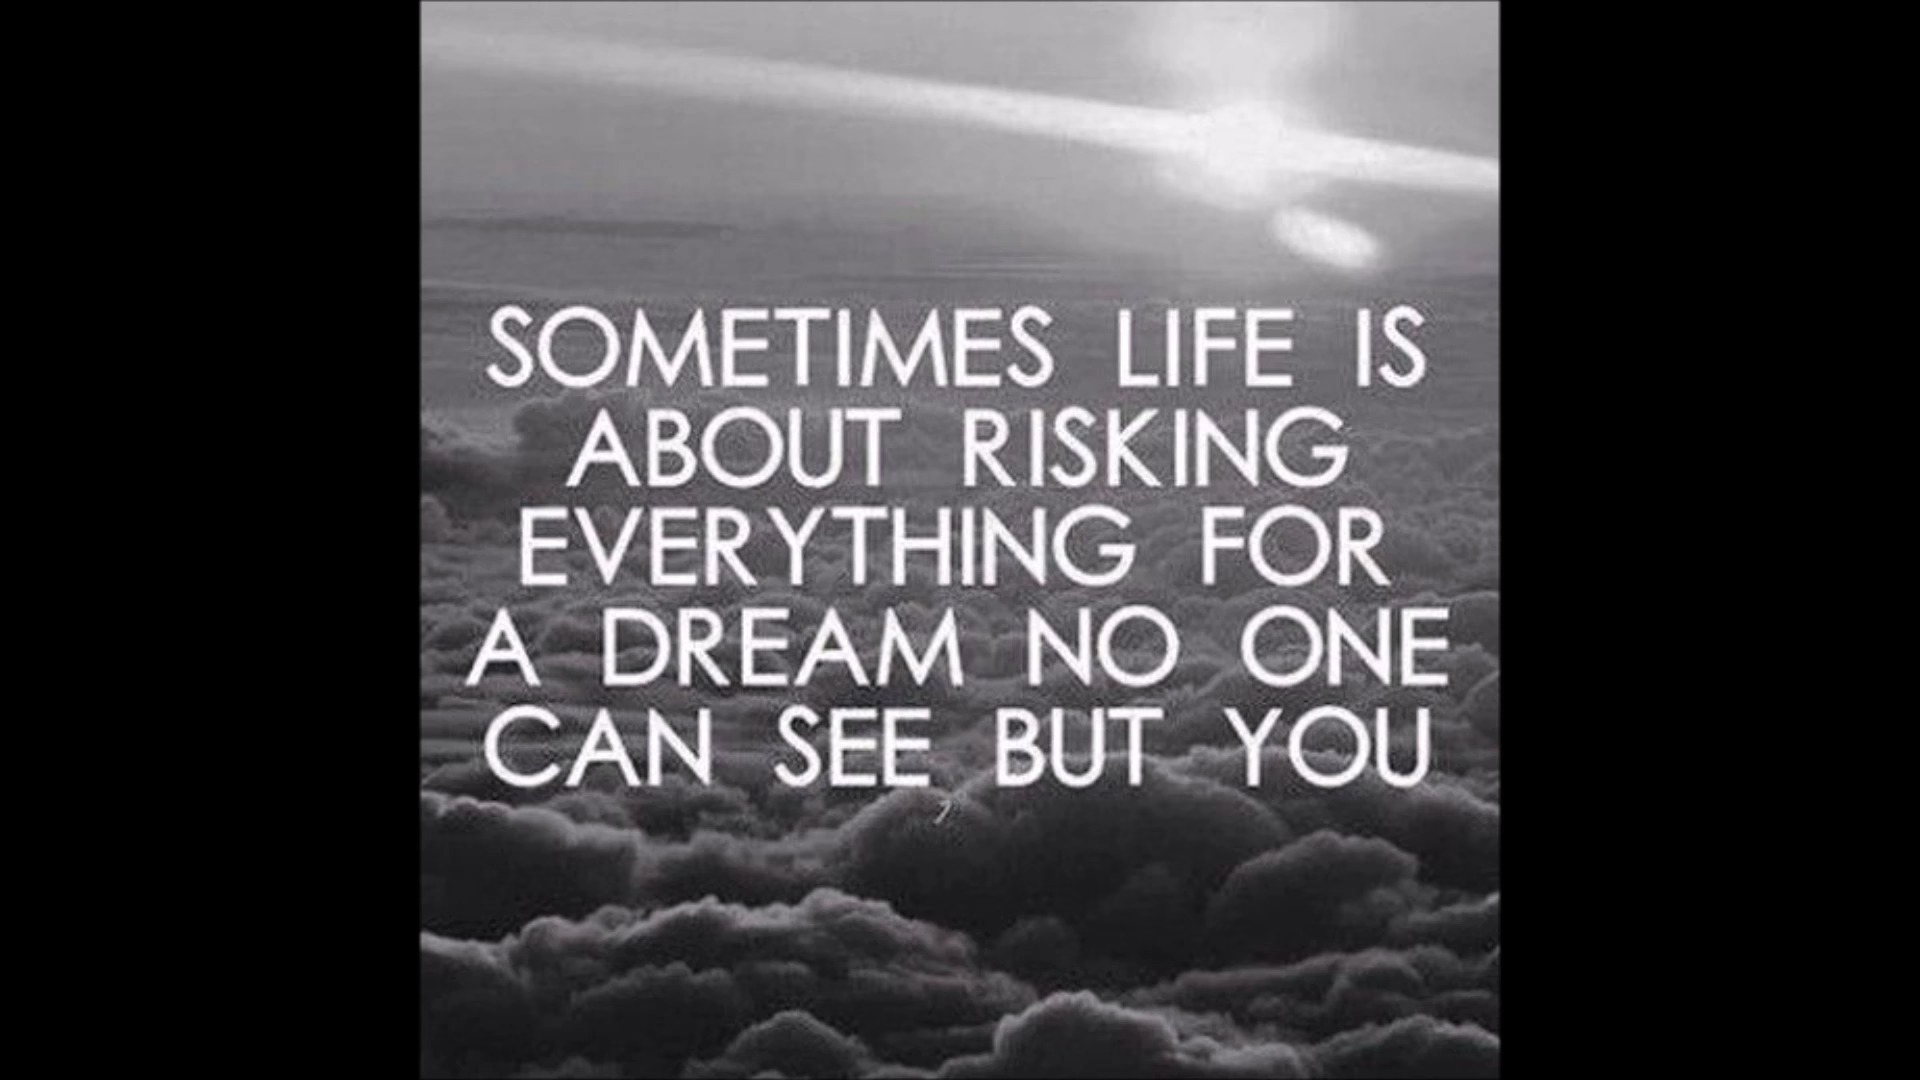 SOMETIMES LIFE IS
ABOUT RISKING
EVERYTHING FOR
A DREAM NO ONE
CAN SEE BUT YOU